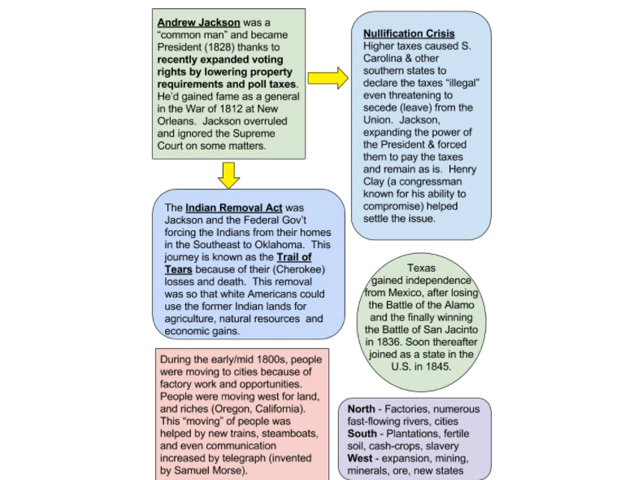 Andrew Jackson was a
"common man" and became
President (1828) thanks to
recently expanded voting
rights by lowering property
requirements and poll taxes.
He'd gained fame as a general
in the War of 1812 at New
Orleans. Jackson overruled
and ignored the Supreme
Court on some matters.
Nullification Crisis
Higher taxes caused S.
Carolina & other
southern states to
declare the taxes "illegal"
even threatening to
secede (leave) from the
Union. Jackson,
expanding the power of
the President & forced
them to pay the taxes
and remain as is. Henry
Clay (a congressman
known for his ability to
compromise) helped
settle the issue.
The Indian Removal Act was
Jackson and the Federal Gov't
forcing the Indians from their homes
in the Southeast to Oklahoma. This
journey is known as the Trail of
Tears because of their (Cherokee)
losses and death. This removal
was so that white Americans could
use the former Indian lands for
agriculture, natural resources and
economic gains.
Texas
gained independence
from Mexico, after losing
the Battle of the Alamo
and the finally winning
the Battle of San Jacinto
in 1836. Soon thereafter
joined as a state in the
U.S. in 1845.
During the early/mid 1800s, people
were moving to cities because of
factory work and opportunities.
People were moving west for land,
and riches (Oregon, California).
This "moving" of people was
helped by new trains, steamboats,
and even communication
increased by telegraph (invented
by Samuel Morse).
North - Factories, numerous
fast-flowing rivers, cities
South - Plantations, fertile
soil, cash-crops, slavery
West - expansion, mining,
minerals, ore, new states